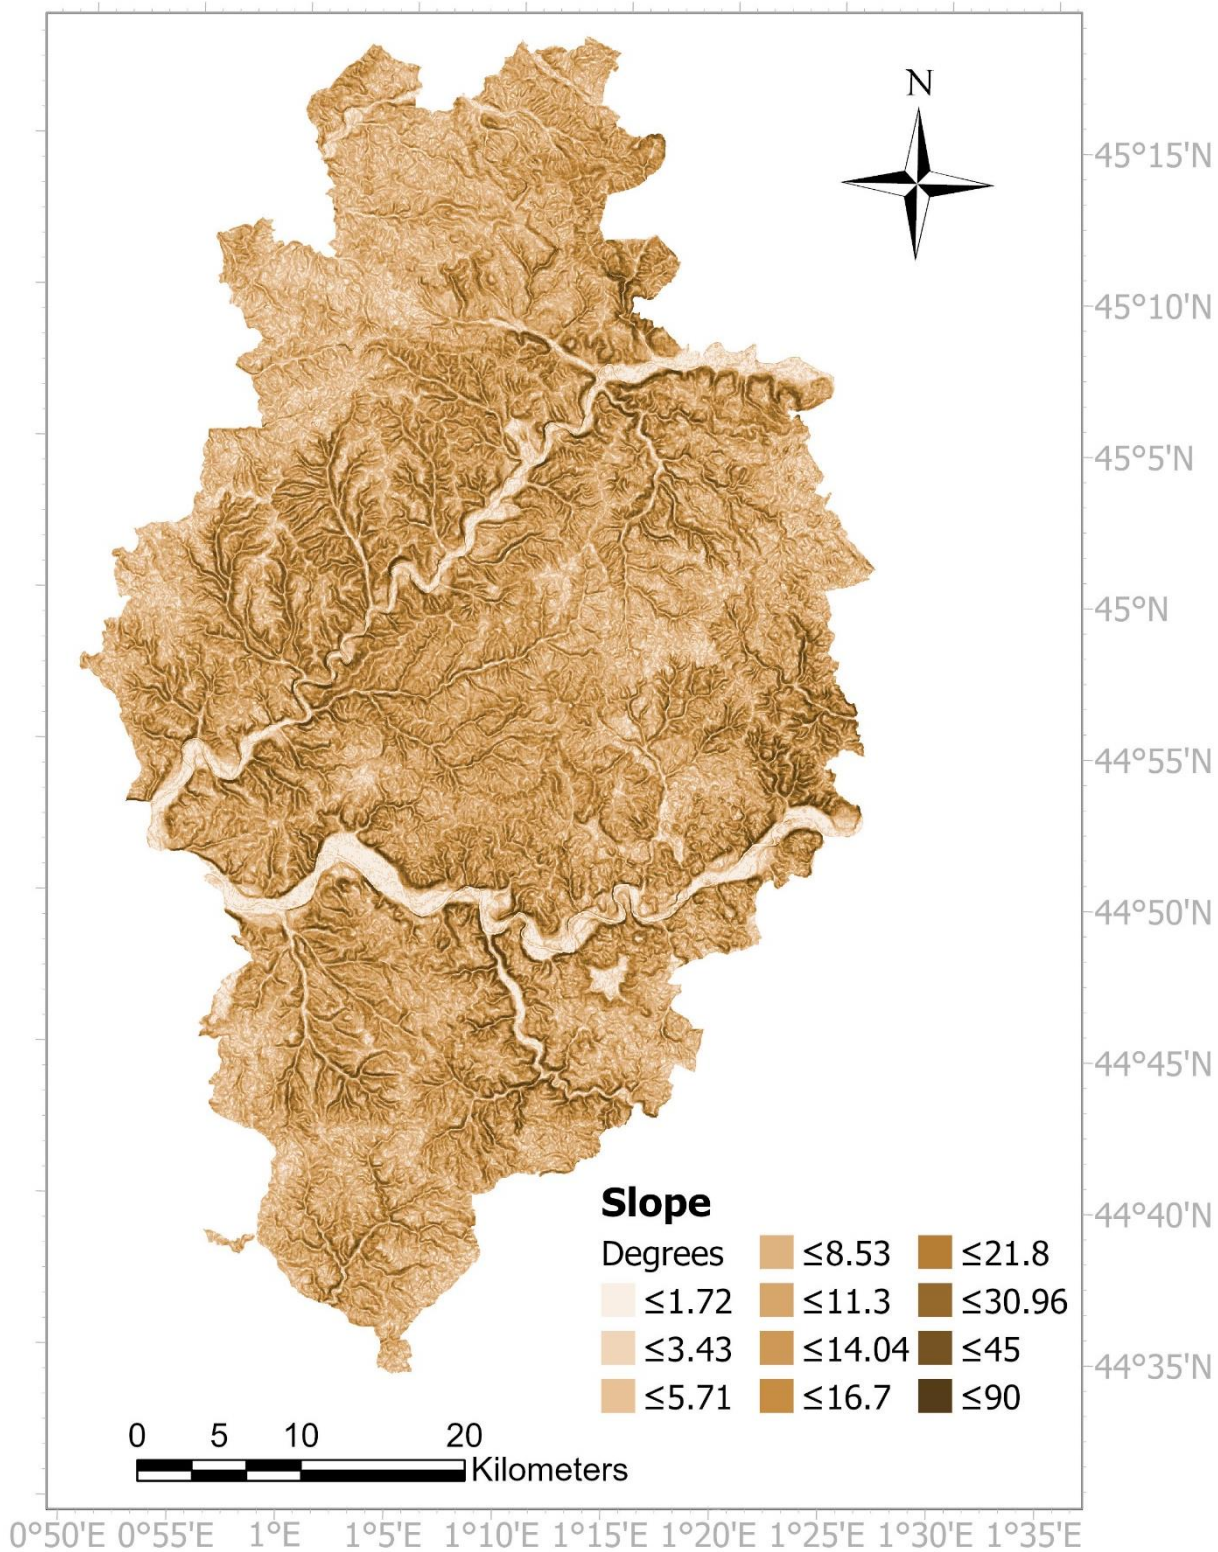 N
45°15'N
45°10'N
45°5'N
45°N
44°55'N
44°50'N
44°45'N
44°40'N
44°35'N
Slope
Degrees
≤1.72
≤3.43
≤5.71
≤8.53
≤11.3
≤14.04
≤16.7
≤21.8
≤30.96
≤45
≤90
0 5 10 20
Kilometers
0°50'E 0°55'E 1°E 1°5'E 1°10'E 1°15'E 1°20'E 1°25'E 1°30'E 1°35'E